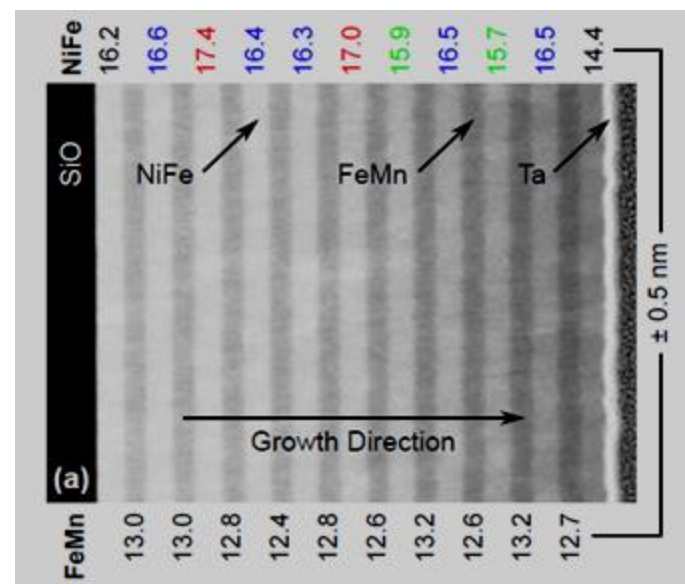 NiFe 16.2 16.6 17.4 16.4 16.3 17.0 15.9 16.5 15.7 16.5 14.4
SiO
NiFe
FeMn
Ta
± 0.5 nm
Growth Direction
(a)
FeMn 13.0 13.0 12.8 12.4 12.8 12.6 13.2 12.6 13.2 12.7